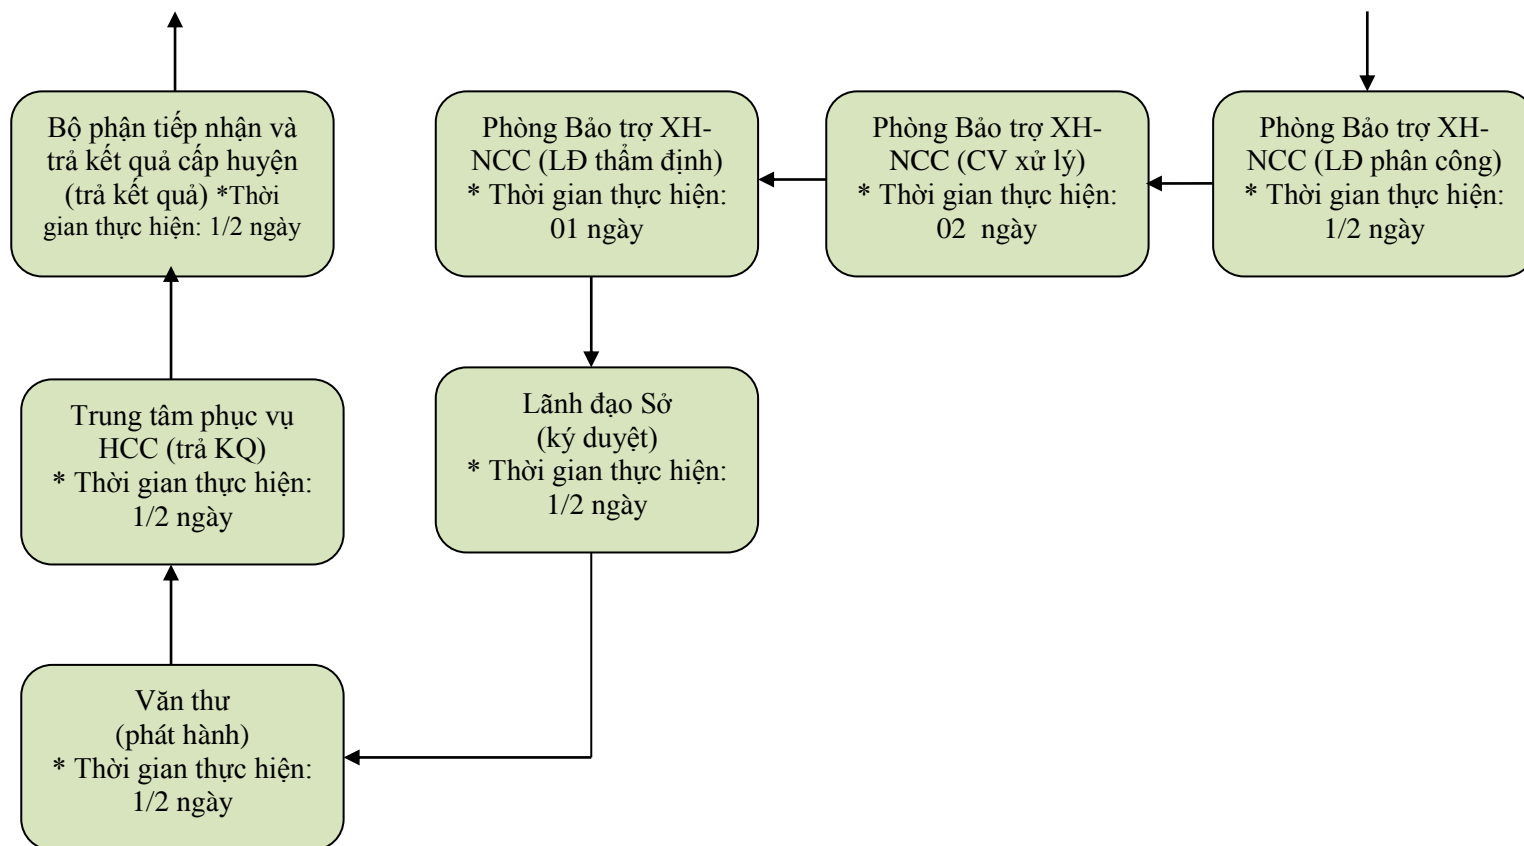 Bộ phận tiếp nhận và
trả kết quả cấp huyện
(trả kết quả) *Thời
gian thực hiện: 1/2 ngày
Phòng Bảo trợ XH-
NCC (LĐ thẩm định)
* Thời gian thực hiện:
01 ngày
Phòng Bảo trợ XH-
NCC (CV xử lý)
* Thời gian thực hiện:
02 ngày
Phòng Bảo trợ XH-
NCC (LĐ phân công)
* Thời gian thực hiện:
1/2 ngày
Trung tâm phục vụ
HCC (trả KQ)
* Thời gian thực hiện:
1/2 ngày
Lãnh đạo Sở
(ký duyệt)
* Thời gian thực hiện:
1/2 ngày
Văn thư
(phát hành)
* Thời gian thực hiện:
1/2 ngày